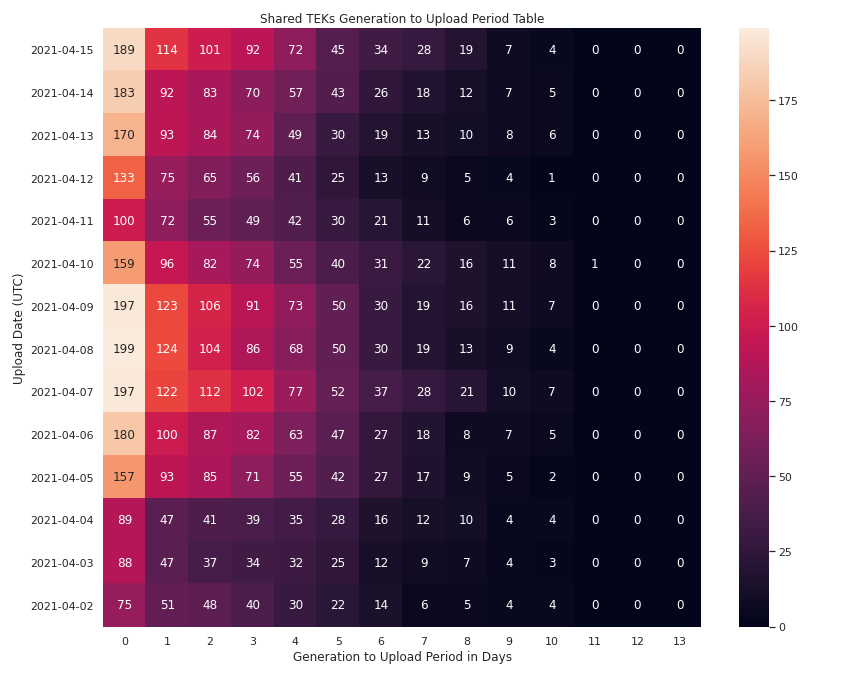 Shared TEKs Generation to Upload Period Table
Upload Date (UTC)
2021-04-15 189 114 101 92 72 45 34 28 19 7 4 0 0 0
2021-04-14 183 92 83 70 57 43 26 18 12 7 5 0 0 0
2021-04-13 170 93 84 74 49 30 19 13 10 8 6 0 0 0
2021-04-12 133 75 65 56 41 25 13 9 5 4 1 0 0 0
2021-04-11 100 72 55 49 42 30 21 11 6 6 3 0 0 0
2021-04-10 159 96 82 74 55 40 31 22 16 11 8 1 0 0
2021-04-09 197 123 106 91 73 50 30 19 16 11 7 0 0 0
2021-04-08 199 124 104 86 68 50 30 19 13 9 4 0 0 0
2021-04-07 197 122 112 102 77 52 37 28 21 10 7 0 0 0
2021-04-06 180 100 87 82 63 47 27 18 8 7 5 0 0 0
2021-04-05 157 93 85 71 55 42 27 17 9 5 2 0 0 0
2021-04-04 89 47 41 39 35 28 16 12 10 4 4 0 0 0
2021-04-03 88 47 37 34 32 25 12 9 7 4 3 0 0 0
2021-04-02 75 51 48 40 30 22 14 6 5 4 4 0 0 0
0 1 2 3 4 5 6 7 8 9 10 11 12 13
Generation to Upload Period in Days
175
150
125
100
75
50
25
0